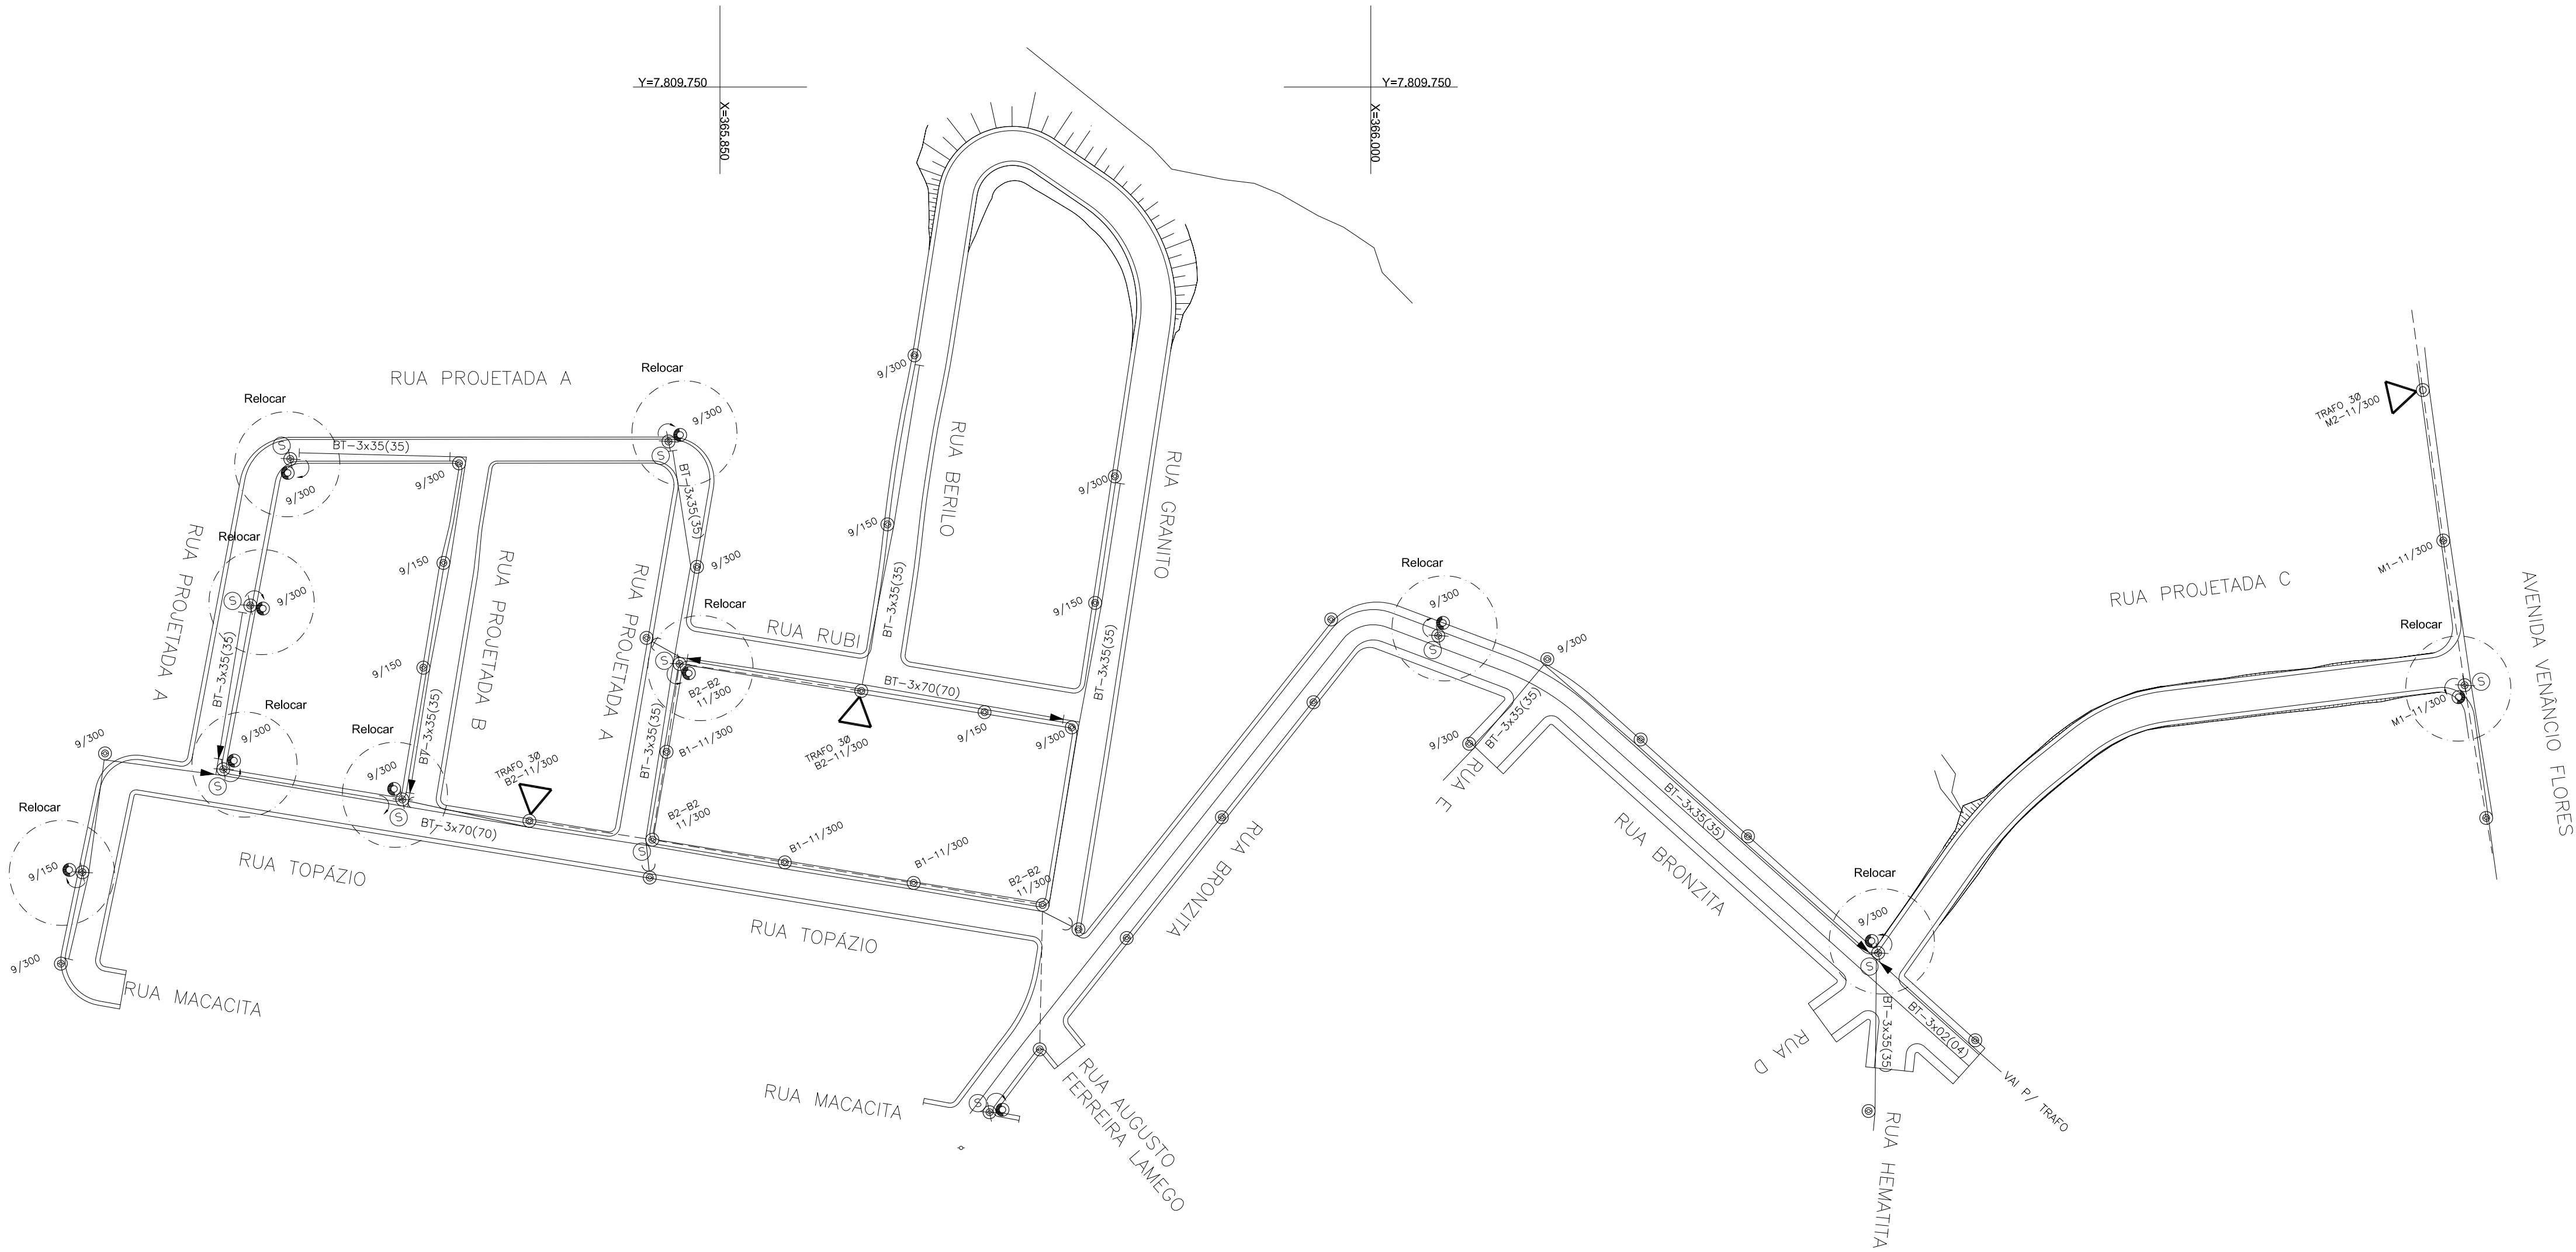 Y=7.809.750
X=365.850
Y=7.809.750
X=366.000
RUA PROJETADA A
Relocar
Relocar
9/300
S
BT-3x35(35)
9/300
9/300
S
BT-3x35(35)
9/300
RUA BERILO
9/300
9/150
BT-3x35(35)
RUA GRANITO
9/300
9/150
BT-3x35(35)
RUA PROJETADA A
Relocar
S
9/300
BT-3x35(35)
9/150
9/150
BT-3x35(35)
RUA PROJETADA B
RUA PROJETADA A
9/300
RUA RUBI
Relocar
S
B2-B2
11/300
BT-3x70(70)
TRAFO 3Ø
B2-11/300
9/150
9/300
BT-3x35(35)
B1-11/300
Relocar
9/300
S
Relocar
9/300
S
TRAFO 3Ø
B2-11/300
BT-3x70(70)
B2-B2
11/300
S
B1-11/300
B1-11/300
B2-B2
11/300
9/300
Relocar
9/150
9/300
RUA TOPÁZIO
RUA TOPÁZIO
RUA MACACITA
RUA MACACITA
S
RUA AUGUSTO
FERREIRA LAMEGO
RUA BRONZITA
Relocar
9/300
S
9/300
BT-3x35(35)
9/300
RUA E
BT-3x35(35)
RUA BRONZITA
Relocar
9/300
S
BT-3x35(35)
BT-3x02(04)
VAI P/ TRAFO
RUA D
RUA HEMATITA
RUA PROJETADA C
TRAFO 3Ø
M2-11/300
M1-11/300
Relocar
S
M1-11/300
AVENIDA VENÂNCIO FLORES